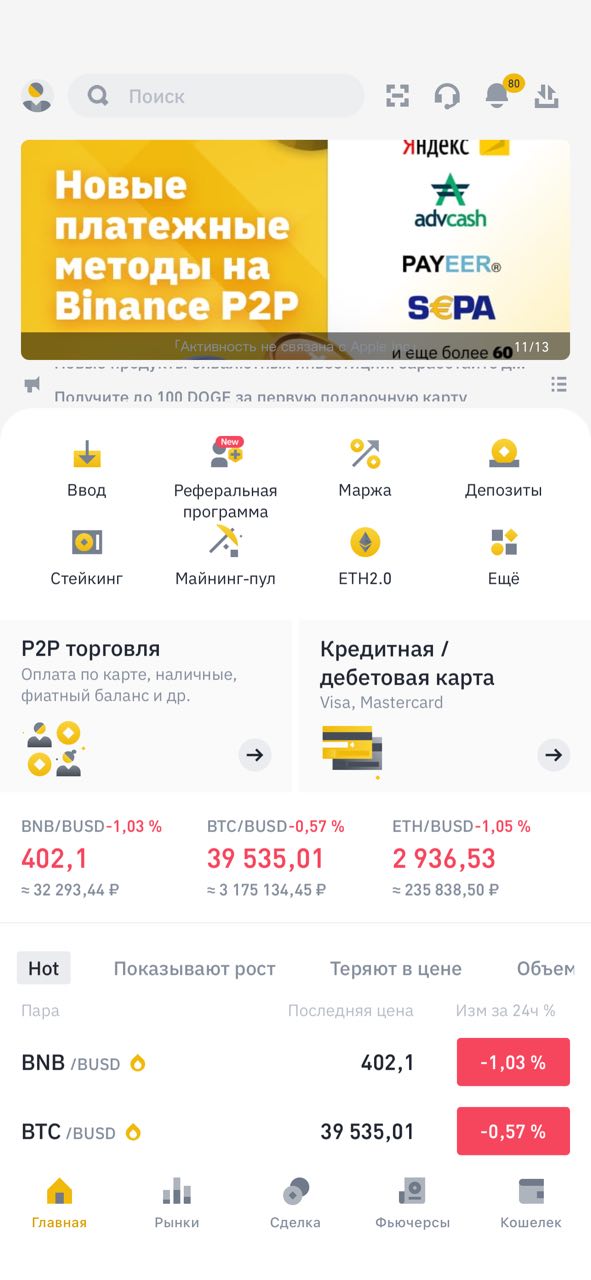 Поиск
80
Новые
платежные
методы на
Binance P2P
Яндекс
advcash
PAYEER®
S€PA
и еще более 60
「Активность не связана с Apple Inc」
11/13
Новые продукты бивалютных инвестиций: заработайте д...
Получите до 100 DOGE за первую подарочную карту
New
Ввод
Реферальная
программа
Маржа
Депозиты
Стейкинг
Майнинг-пул
ETH2.0
Ещё
P2P торговля
Оплата по карте, наличные,
фиатный баланс и др.
Кредитная /
дебетовая карта
Visa, Mastercard
BNB/BUSD-1,03 %
402,1
≈ 32 293,44 ₽
BTC/BUSD-0,57 %
39 535,01
≈ 3 175 134,45 ₽
ETH/BUSD-1,05 %
2 936,53
≈ 235 838,50 ₽
Hot Показывают рост Теряют в цене Объем
Пара Последняя цена Изм за 24ч %
BNB /BUSD 402,1 -1,03 %
BTC /BUSD 39 535,01 -0,57 %
Главная Рынки Сделка Фьючерсы Кошелек